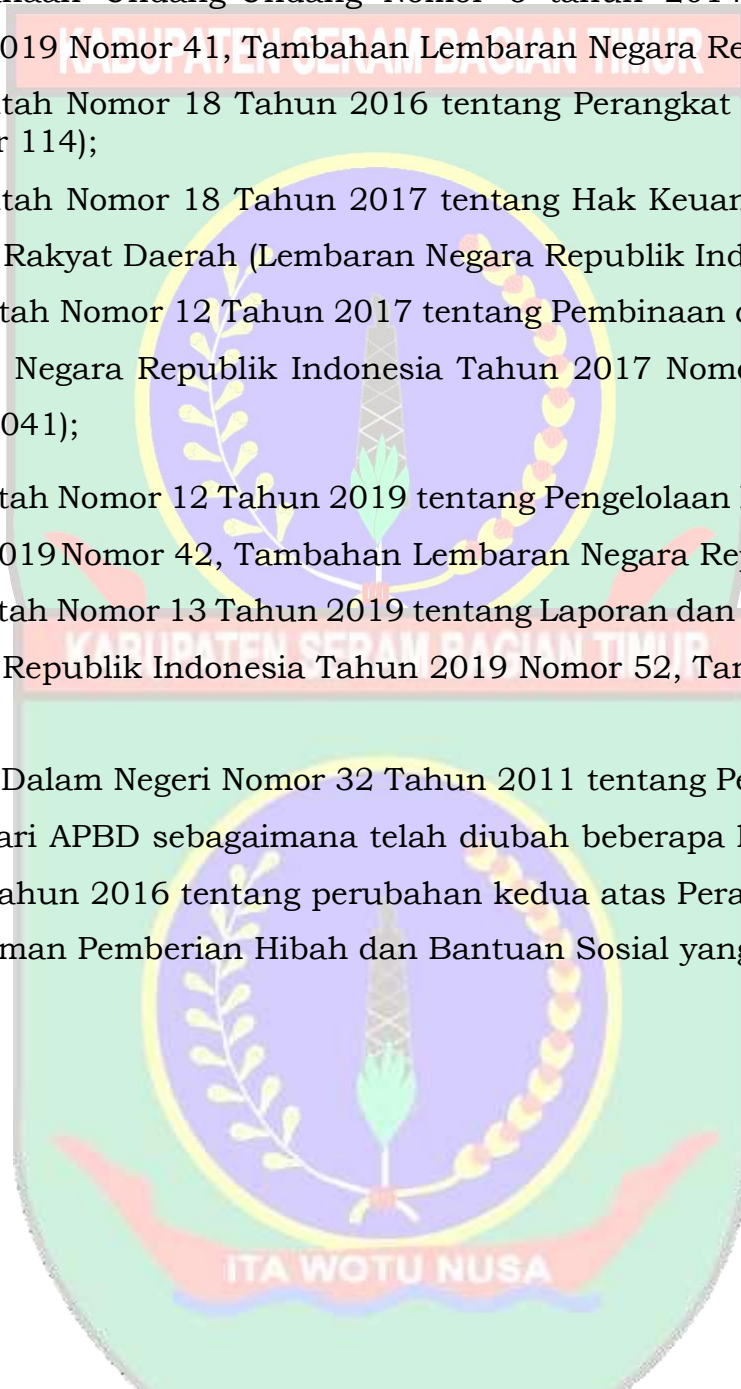 Undang-Undang Nomor 6 tahun 2014
KABUPATEN SERAM BAGIAN TIMUR
019 Nomor 41, Tambahan Lembaran Negara Re
tah Nomor 18 Tahun 2016 tentang Perangkat
r 114);
tah Nomor 18 Tahun 2017 tentang Hak Keuan
Rakyat Daerah (Lembaran Negara Republik Ind
tah Nomor 12 Tahun 2017 tentang Pembinaan d
Negara Republik Indonesia Tahun 2017 Nomo
041);
tah Nomor 12 Tahun 2019 tentang Pengelolaan
019 Nomor 42, Tambahan Lembaran Negara Rep
tah Nomor 13 Tahun 2019 tentang Laporan dan
KABUPATEN SERAM BAGIAN TIMUR
Republik Indonesia Tahun 2019 Nomor 52, Tam
Dalam Negeri Nomor 32 Tahun 2011 tentang Pe
ari APBD sebagaimana telah diubah beberapa
ahun 2016 tentang perubahan kedua atas Pera
man Pemberian Hibah dan Bantuan Sosial yang
ITA WOTU NUSA